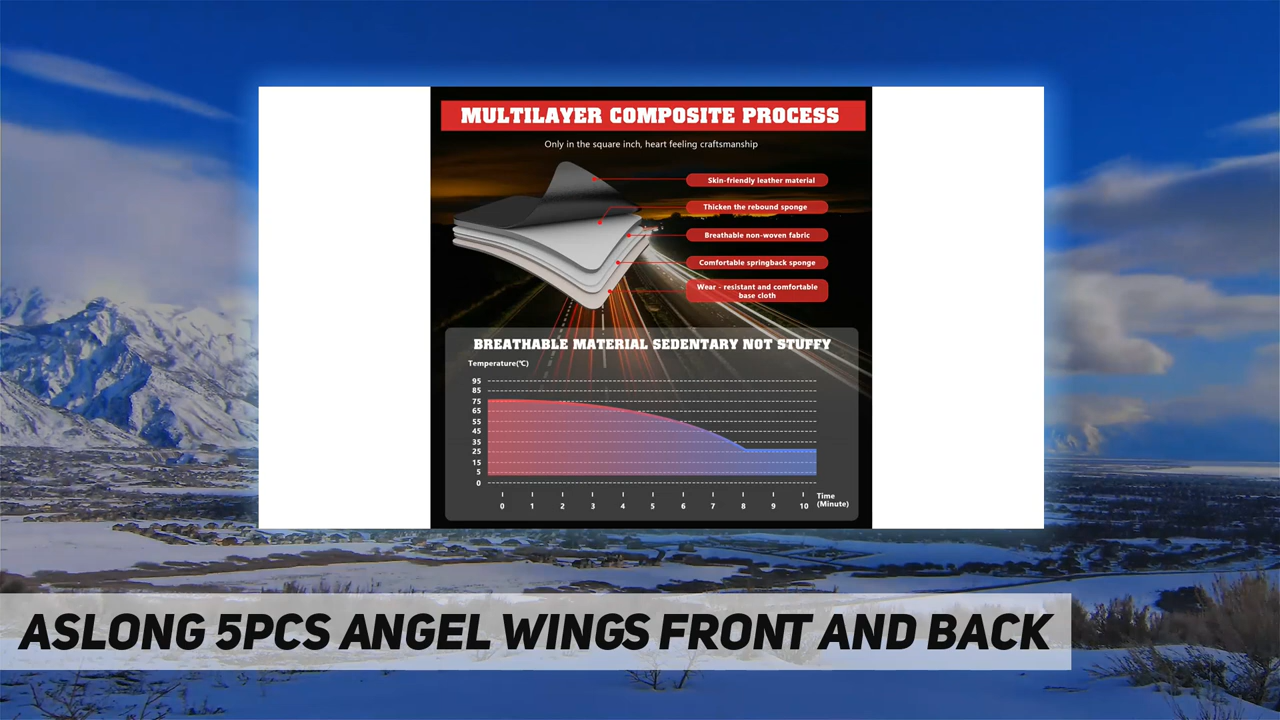 MULTILAYER COMPOSITE PROCESS
Only in the square inch, heart feeling craftsmanship
Skin-friendly leather material
Thicken the rebound sponge
Breathable non-woven fabric
Comfortable springback sponge
Wear - resistant and comfortable
base cloth
BREATHABLE MATERIAL SEDENTARY NOT STUFFY
Temperature(℃)
95
85
75
65
55
45
35
25
15
5
0
0 1 2 3 4 5 6 7 8 9 10
Time
(Minute)
ASLONG 5PCS ANGEL WINGS FRONT AND BACK